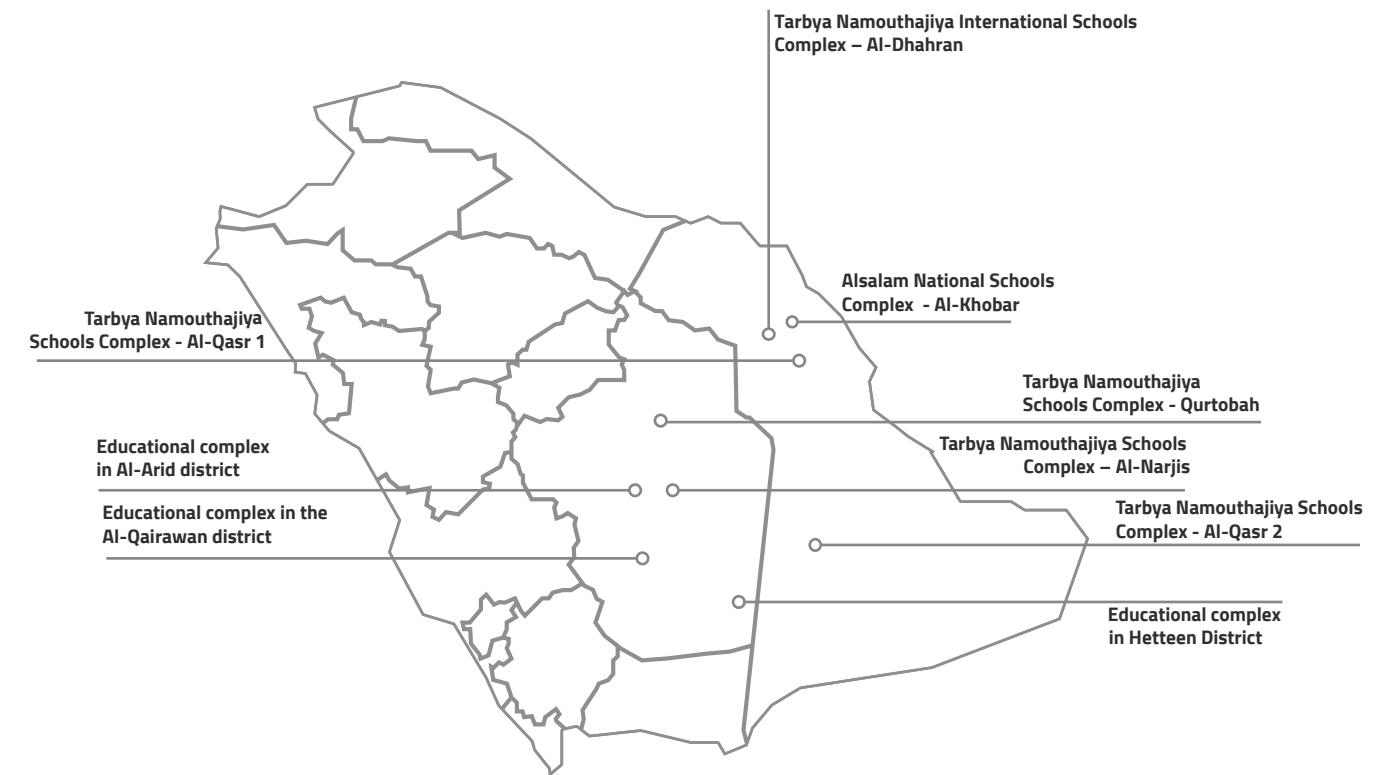 Tarbya Namouthajiya International Schools
Complex – Al-Dhahran
Alsalam National Schools
Complex - Al-Khobar
Tarbya Namouthajiya
Schools Complex - Al-Qasr 1
Tarbya Namouthajiya
Schools Complex - Qurtobah
Educational complex
in Al-Arid district
Tarbya Namouthajiya Schools
Complex – Al-Narjis
Educational complex in the
Al-Qairawan district
Tarbya Namouthajiya Schools
Complex - Al-Qasr 2
Educational complex
in Hetteen District